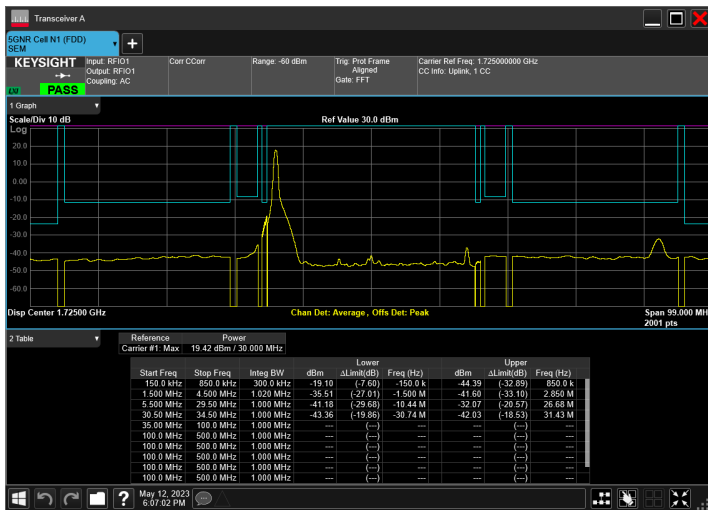 Transceiver A
5GNR Cell N1 (FDD)
SEM
KEYSIGHT
PASS
Input: RFIO1
Output: RFIO1
Coupling: AC
Corr CCorr
Range: -60 dBm
Trig: Prot Frame
Aligned
Gate: FFT
Carrier Ref Freq: 1.725000000 GHz
CC Info: Uplink, 1 CC
1 Graph
Scale/Div 10 dB
Ref Value 30.0 dBm
Log
20.0
10.0
0.00
-10.0
-20.0
-30.0
-40.0
-50.0
-60.0
Disp Center 1.72500 GHz
Chan Det: Average, Offs Det: Peak
Span 99.000 MH
2001 pts
2 Table
Reference Power
Carrier #1: Max 19.42 dBm / 30.000 MHz
Lower Upper
Start Freq Stop Freq Integ BW dBm ΔLimit(dB) Freq (Hz) dBm ΔLimit(dB) Freq (Hz)
150.0 kHz 850.0 kHz 300.0 kHz -19.10 (-7.60) -150.0 k -44.39 (-32.89) 850.0 k
1.500 MHz 4.500 MHz 1.020 MHz -35.51 (-27.01) -1.500 M -41.60 (-33.10) 2.850 M
5.500 MHz 29.50 MHz 1.000 MHz -41.18 (-29.68) -10.44 M -32.07 (-20.57) 26.68 M
30.50 MHz 34.50 MHz 1.000 MHz -43.36 (-19.86) -30.74 M -42.03 (-18.53) 31.43 M
35.00 MHz 100.0 MHz 1.000 MHz --- (---) --- --- (---) ---
100.0 MHz 500.0 MHz 1.000 MHz --- (---) --- --- (---) ---
100.0 MHz 500.0 MHz 1.000 MHz --- (---) --- --- (---) ---
100.0 MHz 500.0 MHz 1.000 MHz --- (---) --- --- (---) ---
100.0 MHz 500.0 MHz 1.000 MHz --- (---) --- --- (---) ---
100.0 MHz 500.0 MHz 1.000 MHz --- (---) --- --- (---) ---
May 12, 2023
6:07:02 PM